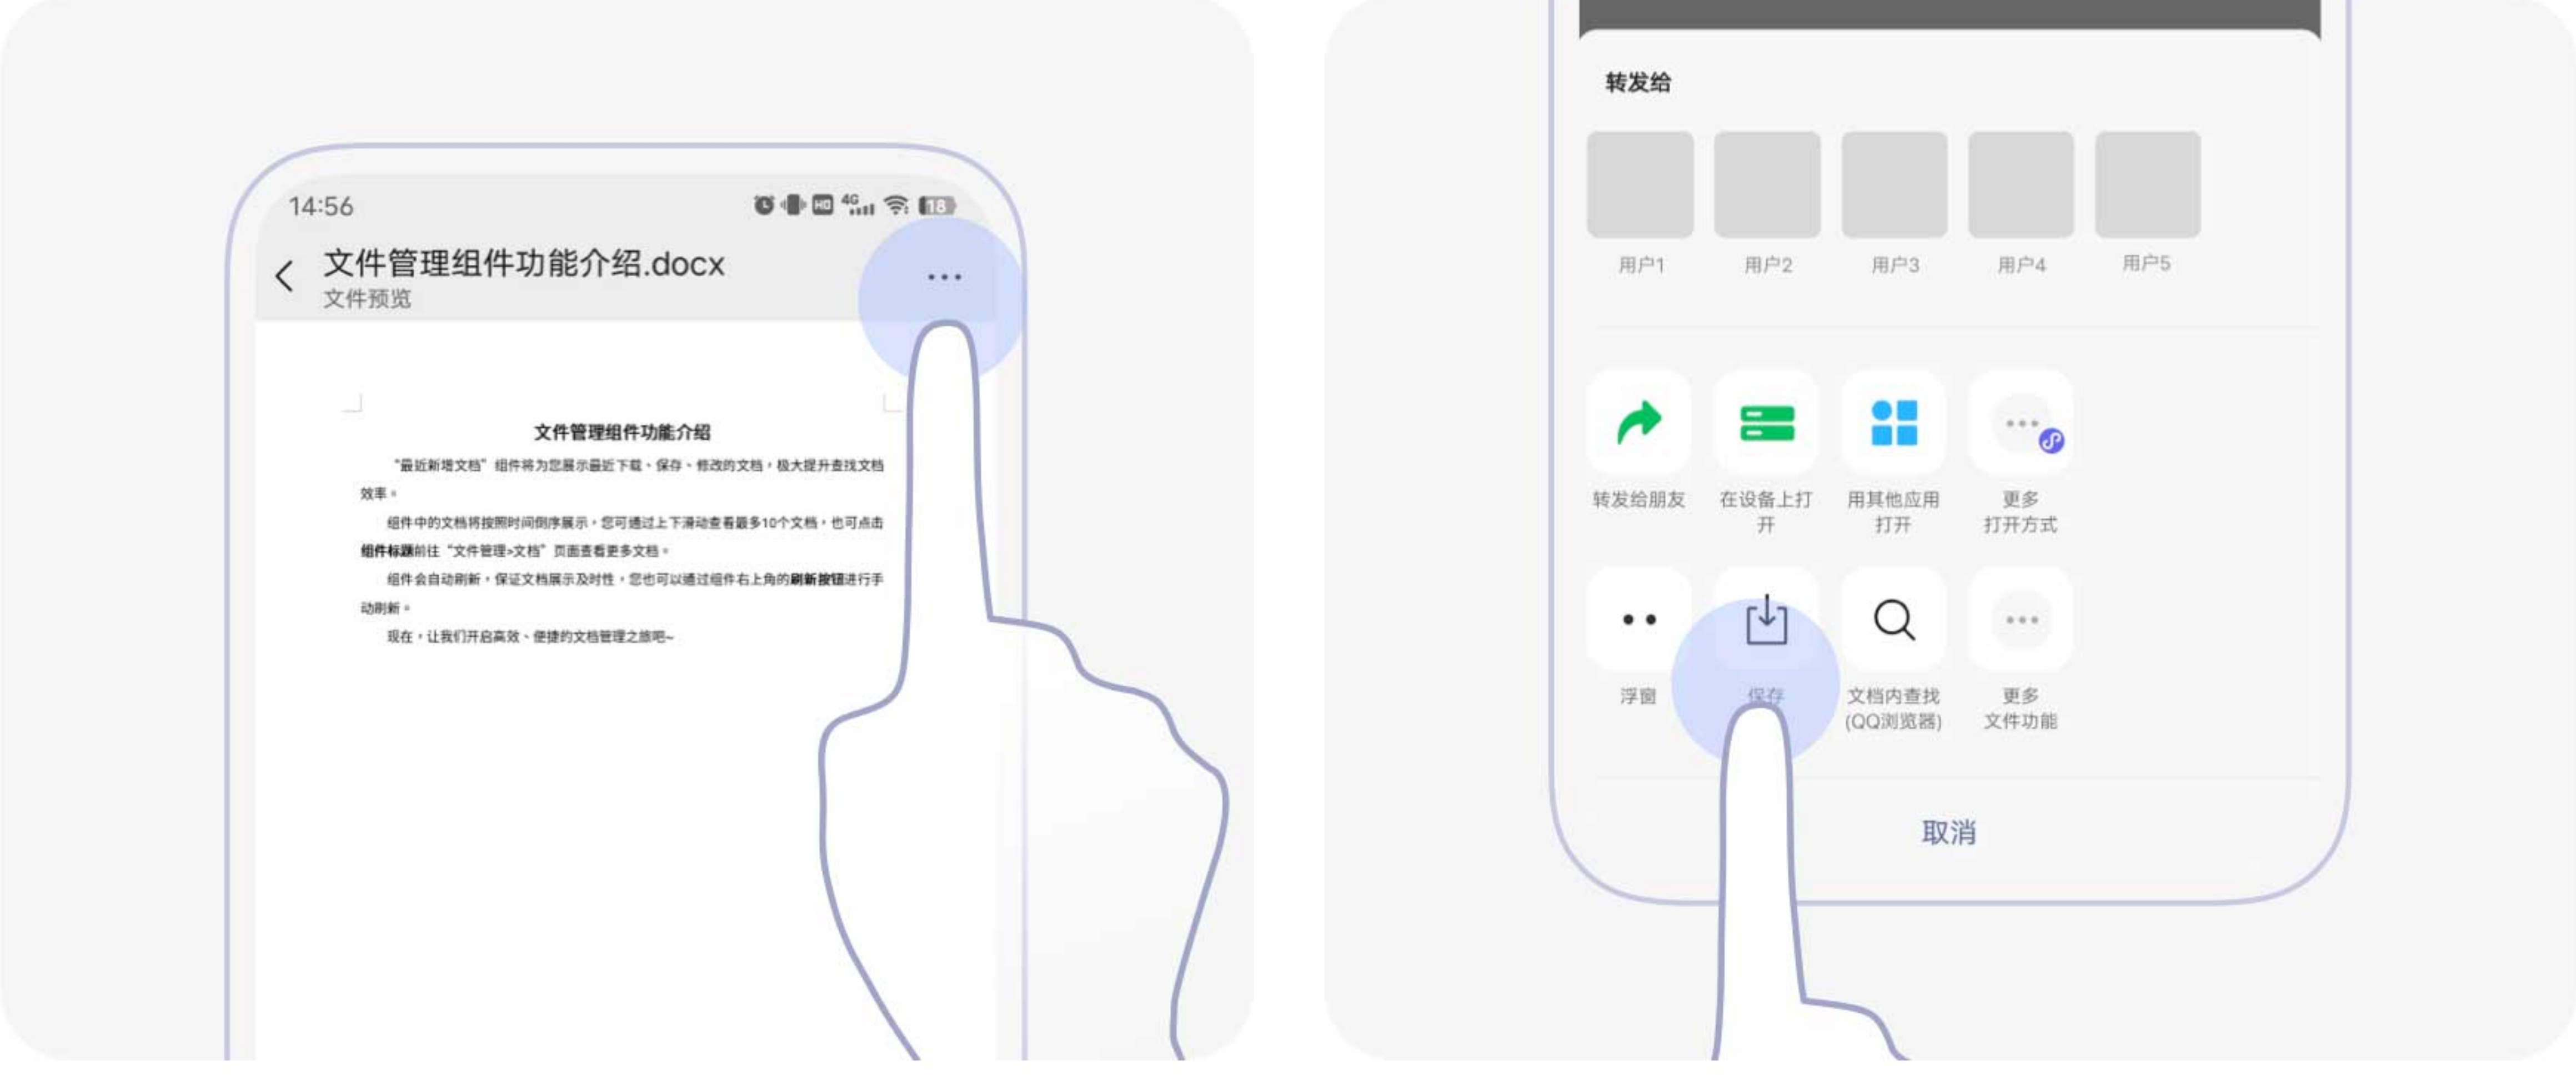 14:56
HD 4G 18
文件管理组件功能介绍.docx
文件预览
文件管理组件功能介绍
“最近新增文档”组件将为您展示最近下载、保存、修改的文档，极大提升查找文档
效率。
组件中的文档将按照时间倒序展示，您可通过上下滑动查看最多10个文档，也可点击
组件标题前往“文件管理>文档”页面查看更多文档。
组件会自动刷新，保证文档展示及时性，您也可以通过组件右上角的刷新按钮进行手
动刷新。
现在，让我们开启高效、便捷的文档管理之旅吧~
转发给
用户1 用户2 用户3 用户4 用户5
转发给朋友 在设备上打 用其他应用 更多
开 打开 打开方式
浮窗 保存 文档内查找 更多
(QQ浏览器) 文件功能
取消